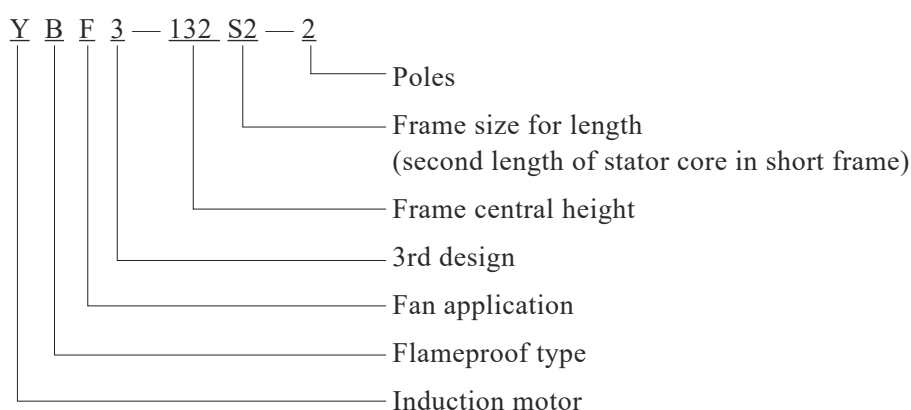 Y B F 3 — 132 S2 — 2
Poles
Frame size for length
(second length of stator core in short frame)
Frame central height
3rd design
Fan application
Flameproof type
Induction motor